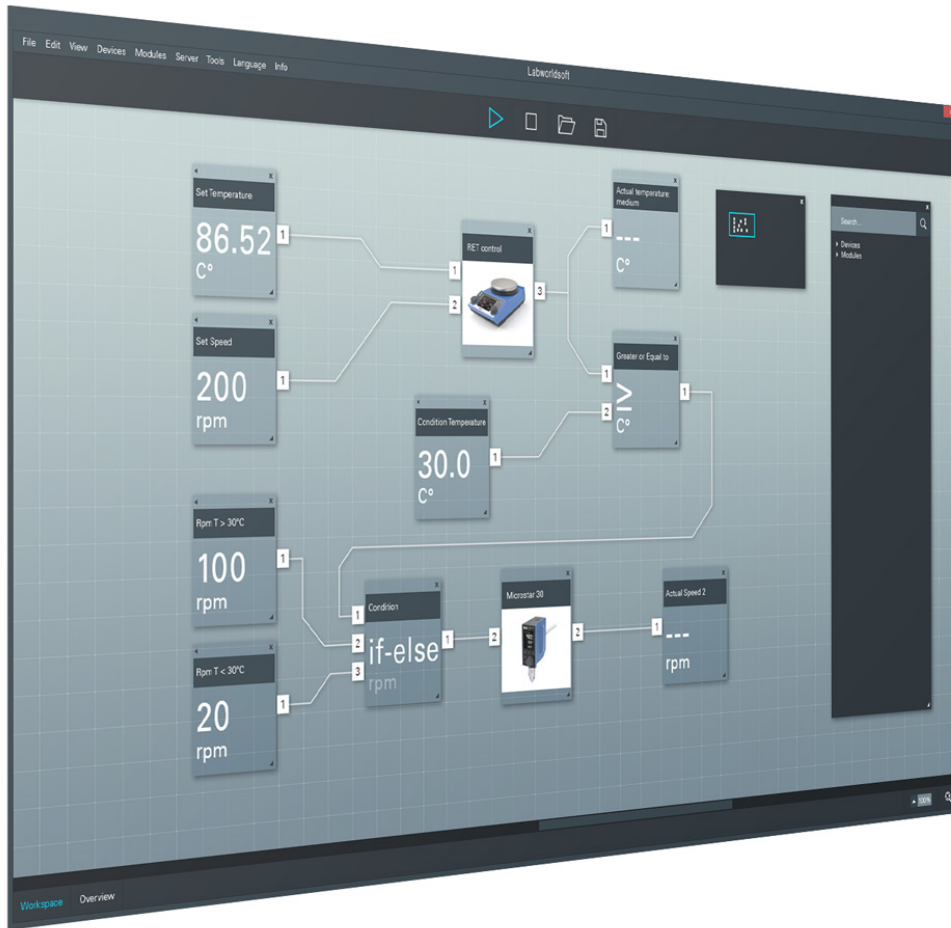 Labworldsoft
File Edit View Devices Modules Server Tools Language Info
Set Temperature
86.52
C°
1
Set Speed
200
rpm
1
RET control
1
2
3
Actual temperature:
medium
1
---
C°
Search...
Devices
Modules
Condition Temperature
30.0
C°
1
Greater or Equal to
1
2
≥
C°
1
Rpm T > 30°C
100
rpm
1
Rpm T < 30°C
20
rpm
1
Condition
1
2
3
if-else
rpm
1
Microstar 30
2
2
Actual Speed 2
1
---
rpm
100%
Workspace Overview